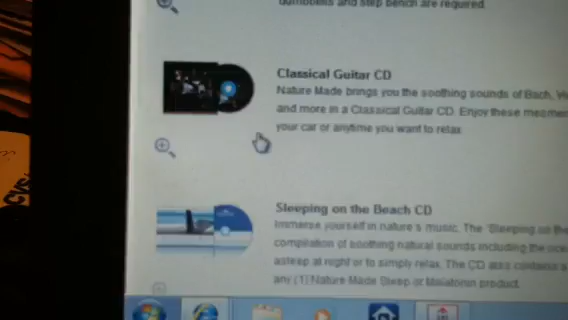 dumbbells and step bench are required
Classical Guitar CD
Nature Made brings you the soothing sounds of Bach,
and more in a Classical Guitar CD. Enjoy these
your car or anytime you want to relax
Sleeping on the Beach CD
Immerse yourself in nature's music. The 'Sleeping on the
compilation of soothing natural sounds including the
asleep at night or to simply relax. The CD also contains
any (1) Nature Made Sleep or Melatonin product.